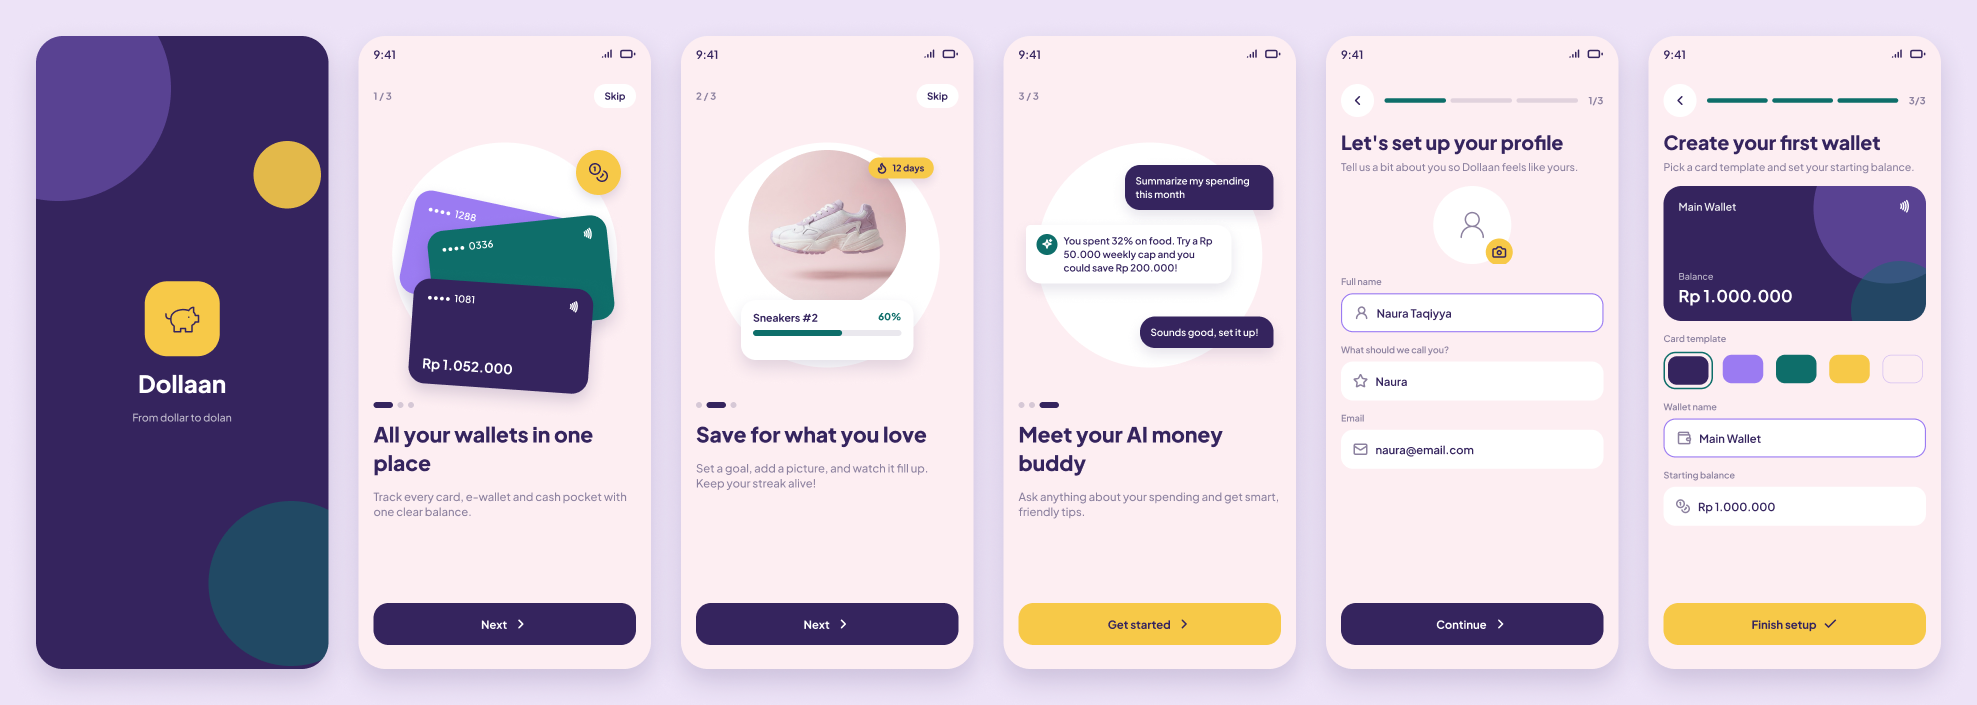 Dollaan
From dollar to dolan
9:41
1 / 3
Skip
•••• 1288
•••• 0336
•••• 1081
Rp 1.052.000
All your wallets in one
place
Track every card, e-wallet and cash pocket with
one clear balance.
Next
9:41
2 / 3
Skip
12 days
Sneakers #2
60%
Save for what you love
Set a goal, add a picture, and watch it fill up.
Keep your streak alive!
Next
9:41
3 / 3
Summarize my spending
this month
You spent 32% on food. Try a Rp
50.000 weekly cap and you
could save Rp 200.000!
Sounds good, set it up!
Meet your AI money
buddy
Ask anything about your spending and get smart,
friendly tips.
Get started
9:41
1/3
Let's set up your profile
Tell us a bit about you so Dollaan feels like yours.
Full name
Naura Taqiyya
What should we call you?
Naura
Email
naura@email.com
Continue
9:41
3/3
Create your first wallet
Pick a card template and set your starting balance.
Main Wallet
Balance
Rp 1.000.000
Card template
Wallet name
Main Wallet
Starting balance
Rp 1.000.000
Finish setup